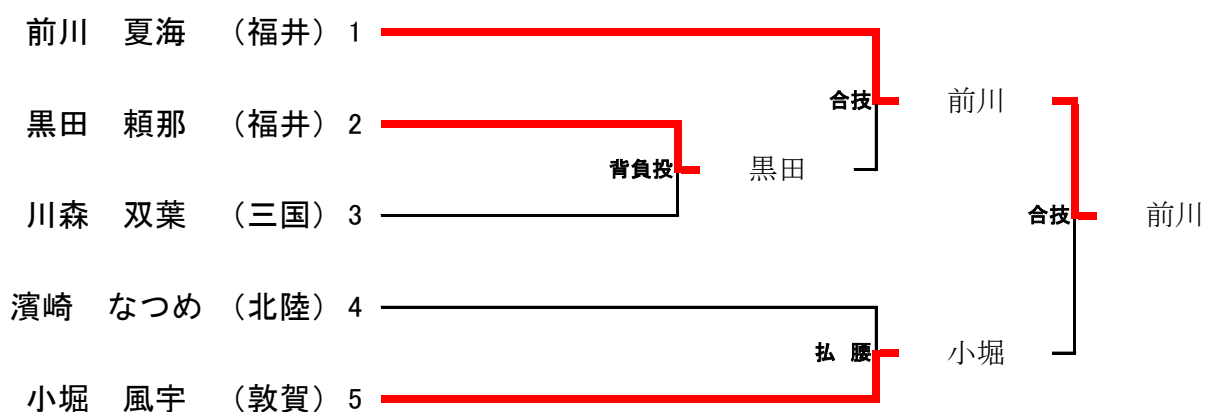 前川　夏海　（福井） 1
合技　前川
黒田　頼那　（福井） 2
背負投　黒田
川森　双葉　（三国） 3
合技　前川
濱崎　なつめ　（北陸） 4
払　腰　小堀
小堀　風宇　（敦賀） 5